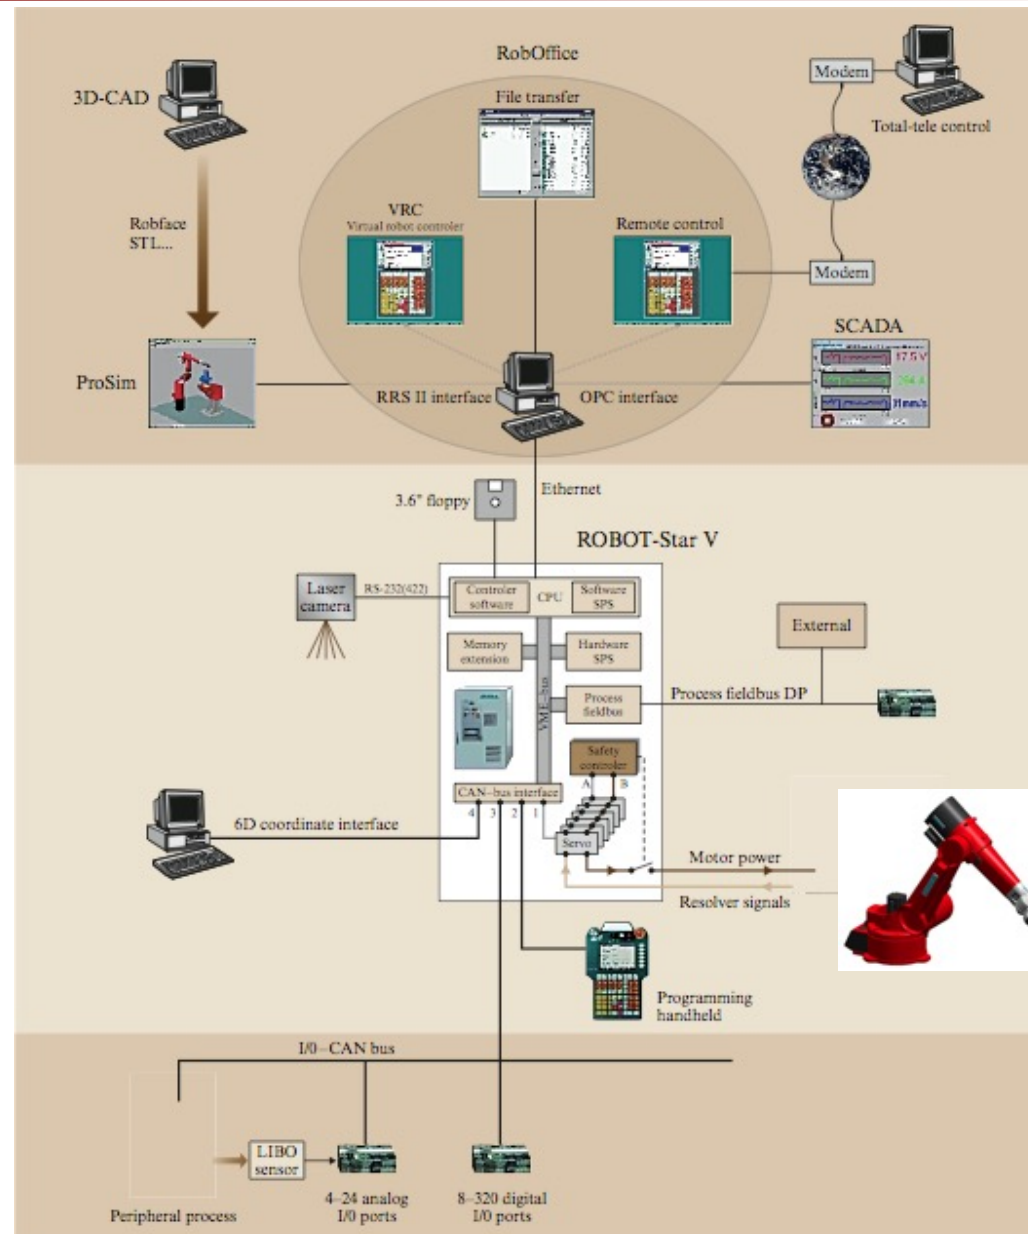 RobOffice
3D-CAD
File transfer
Modem
Total-tele control
VRC
Virtual robot controler
Remote control
Robface
STL...
Modem
SCADA
ProSim
RRS II interface
OPC interface
3.6" floppy
Ethernet
ROBOT-Star V
Laser
camera
RS-232(422)
Controler
software
CPU
Software
SPS
Memory
extension
Hardware
SPS
External
VME-bus
Process
fieldbus
Process fieldbus DP
Safety
controler
A
B
CAN-bus interface
4
3
2
1
6D coordinate interface
Servo
Motor power
Resolver signals
Programming
handheld
I/0-CAN bus
LIBO
sensor
4-24 analog
I/0 ports
8-320 digital
I/0 ports
Peripheral process